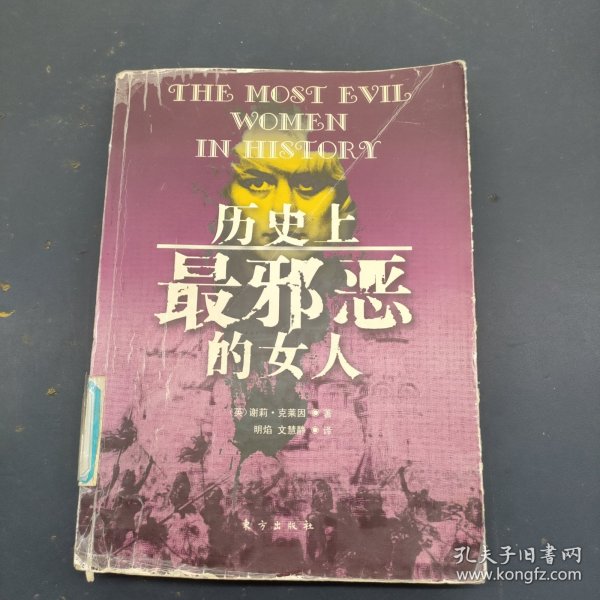 THE MOST EVIL
WOMEN
IN HISTORY
历史上
最邪恶
的女人
〈英〉谢莉·克莱因 ◉ 著
明焰 文慧静 ◉ 译
东方出版社
孔夫子旧书网
www.kongfz.com